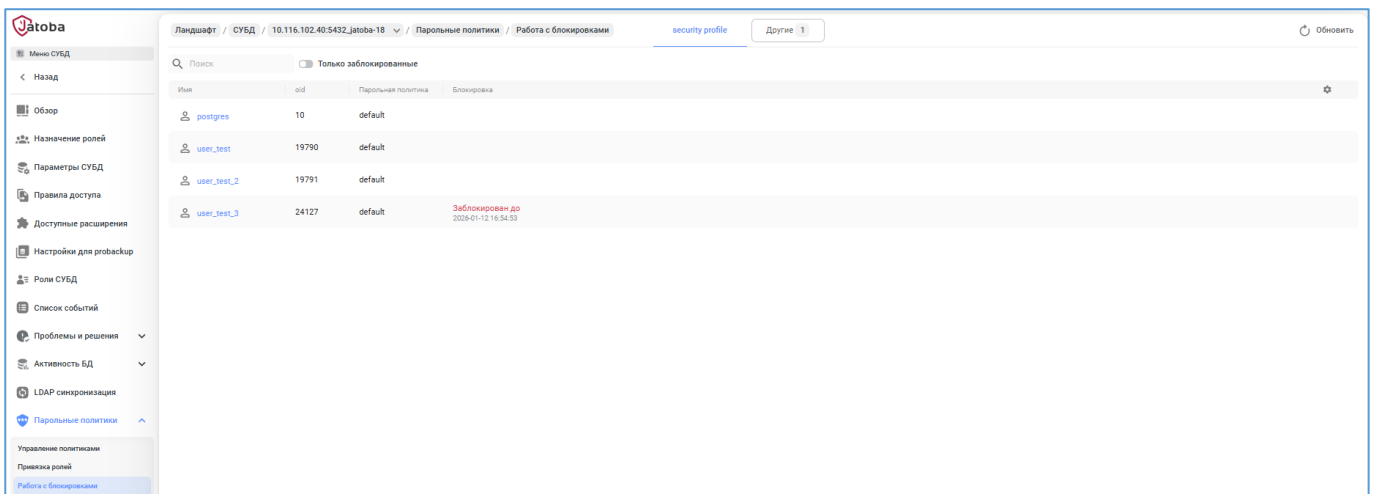 Jatoba
Ландшафт / СУБД / 10.116.102.40:5432_jatoba-18 / Парольные политики / Работа с блокировками security profile Другие 1 Обновить
Меню СУБД
Назад
Поиск Только заблокированные
Имя oid Парольная политика Блокировка
postgres 10 default
user_test 19790 default
user_test_2 19791 default
user_test_3 24127 default Заблокирован до
2026-01-12 16:54:53
Обзор
Назначение ролей
Параметры СУБД
Правила доступа
Доступные расширения
Настройки для probackup
Роли СУБД
Список событий
Проблемы и решения
Активность БД
LDAP синхронизация
Парольные политики
Управление политиками
Привязка ролей
Работа с блокировками